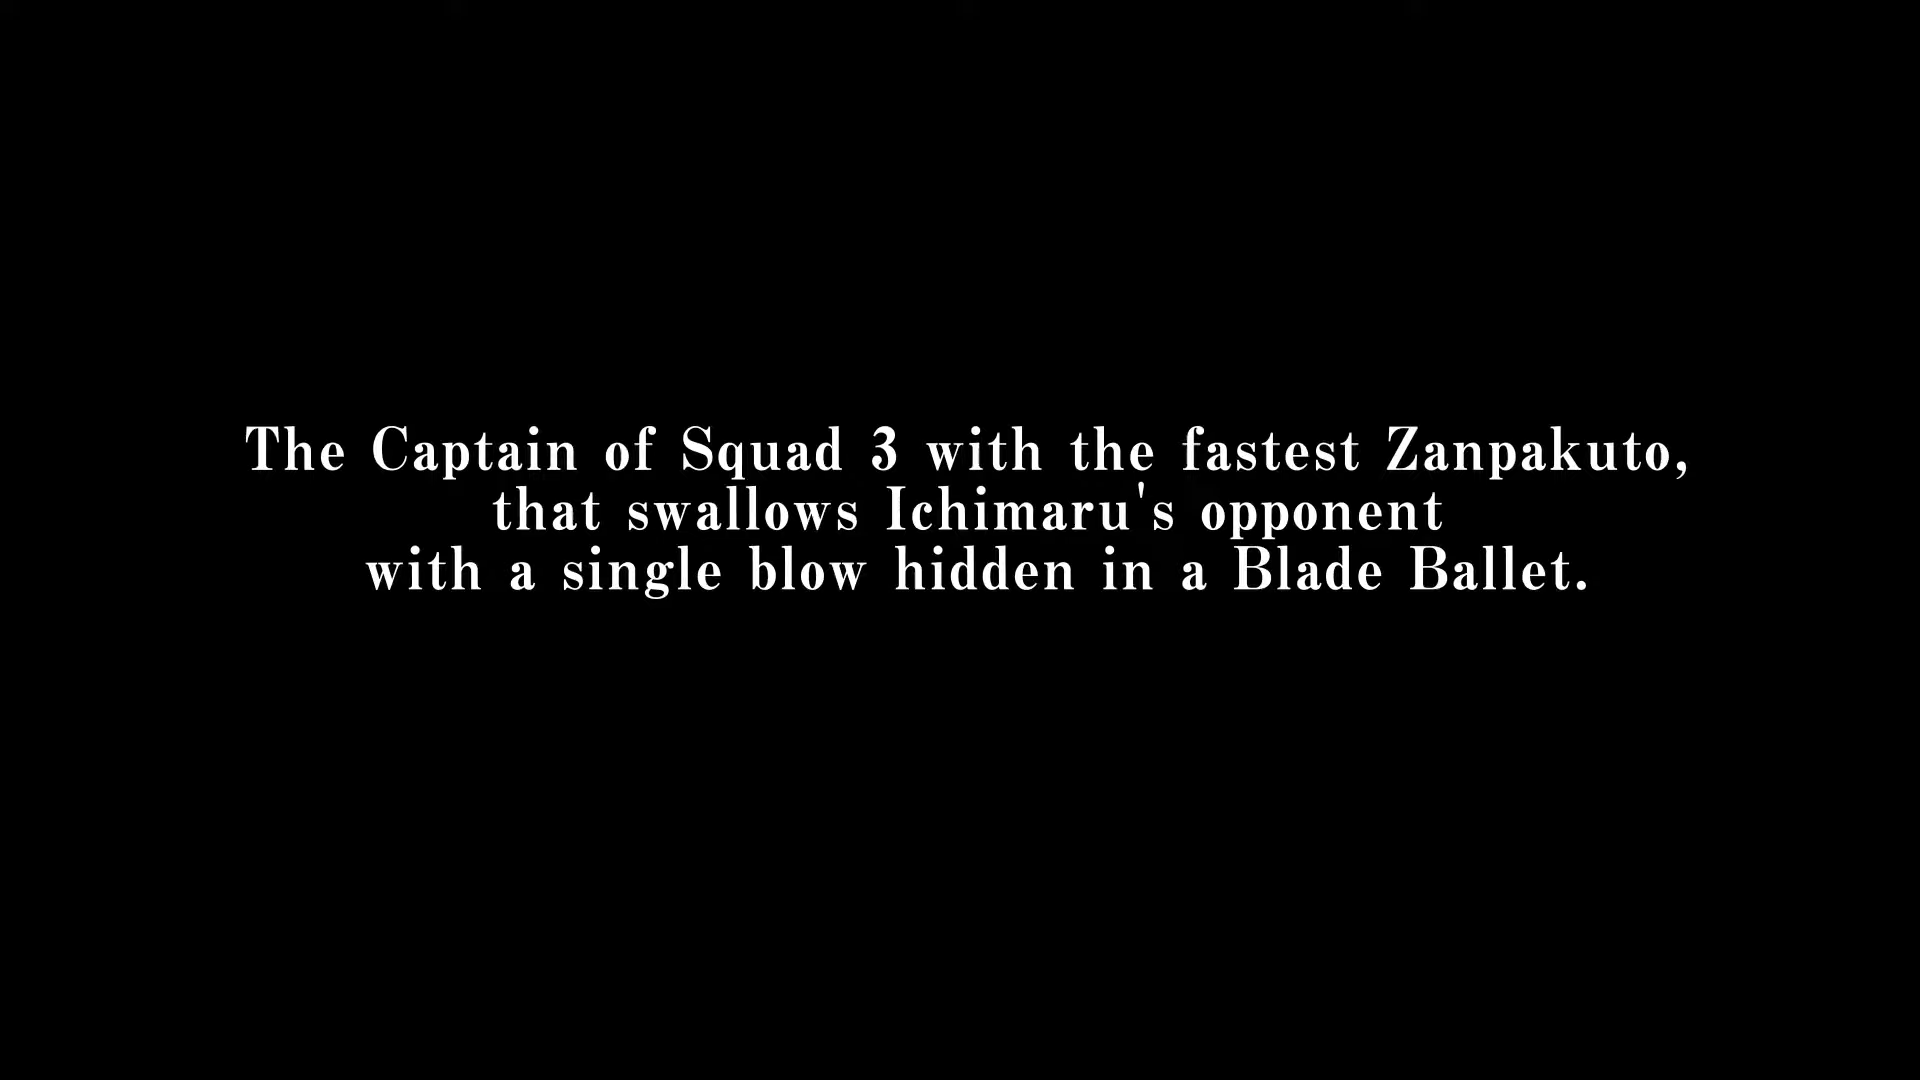 The Captain of Squad 3 with the fastest Zanpakuto,
that swallows Ichimaru's opponent
with a single blow hidden in a Blade Ballet.